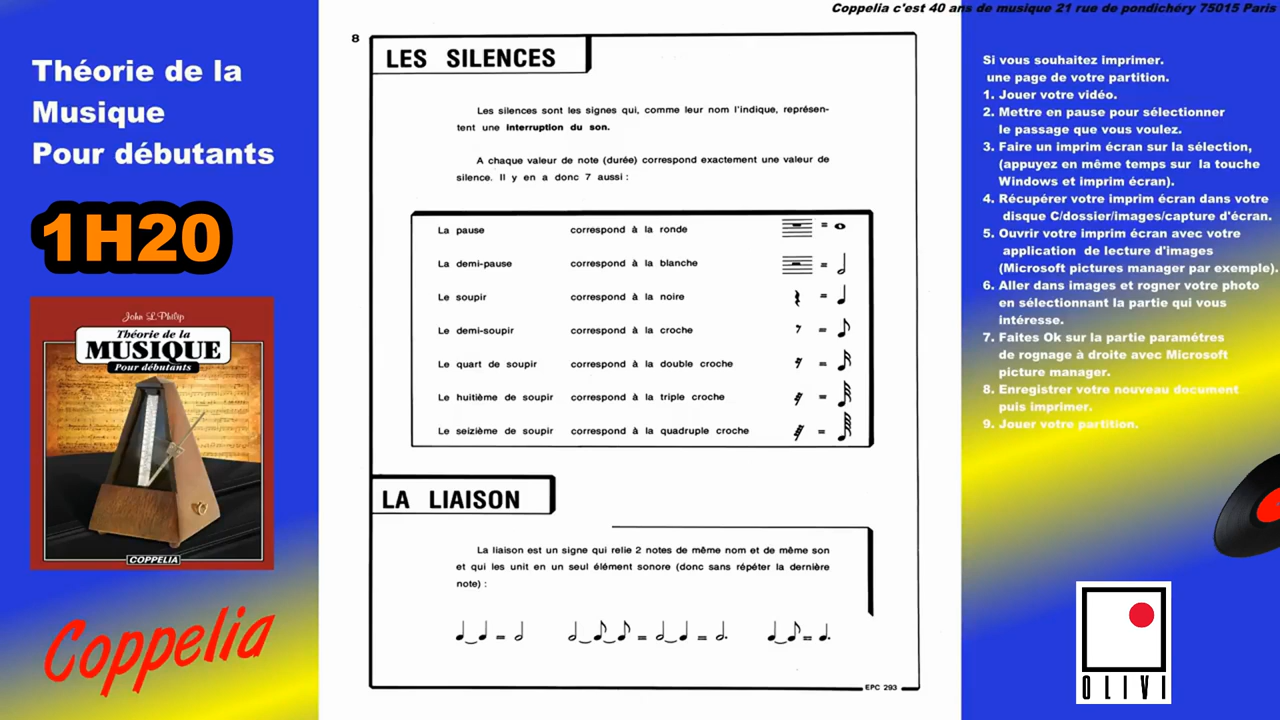 Coppelia c'est 40 ans de musique 21 rue de pondichéry 75015 Paris
Théorie de la
Musique
Pour débutants
1H20
John L. Philip
Théorie de la
MUSIQUE
Pour débutants
COPPELIA
Coppelia
8
LES SILENCES
Les silences sont les signes qui, comme leur nom l'indique, représen-
tent une interruption du son.
A chaque valeur de note (durée) correspond exactement une valeur de
silence. Il y en a donc 7 aussi :
La pause correspond à la ronde =
La demi-pause correspond à la blanche =
Le soupir correspond à la noire =
Le demi-soupir correspond à la croche =
Le quart de soupir correspond à la double croche =
Le huitième de soupir correspond à la triple croche =
Le seizième de soupir correspond à la quadruple croche =
LA LIAISON
La liaison est un signe qui relie 2 notes de même nom et de même son
et qui les unit en un seul élément sonore (donc sans répéter la dernière
note) :
EPC 293
Si vous souhaitez imprimer.
une page de votre partition.
1. Jouer votre vidéo.
2. Mettre en pause pour sélectionner
le passage que vous voulez.
3. Faire un imprim écran sur la sélection,
(appuyez en même temps sur la touche
Windows et imprim écran).
4. Récupérer votre imprim écran dans votre
disque C/dossier/images/capture d'écran.
5. Ouvrir votre imprim écran avec votre
application de lecture d'images
(Microsoft pictures manager par exemple).
6. Aller dans images et rogner votre photo
en sélectionnant la partie qui vous
intéresse.
7. Faites Ok sur la partie paramétres
de rognage à droite avec Microsoft
picture manager.
8. Enregistrer votre nouveau document
puis imprimer.
9. Jouer votre partition.
OLIVI